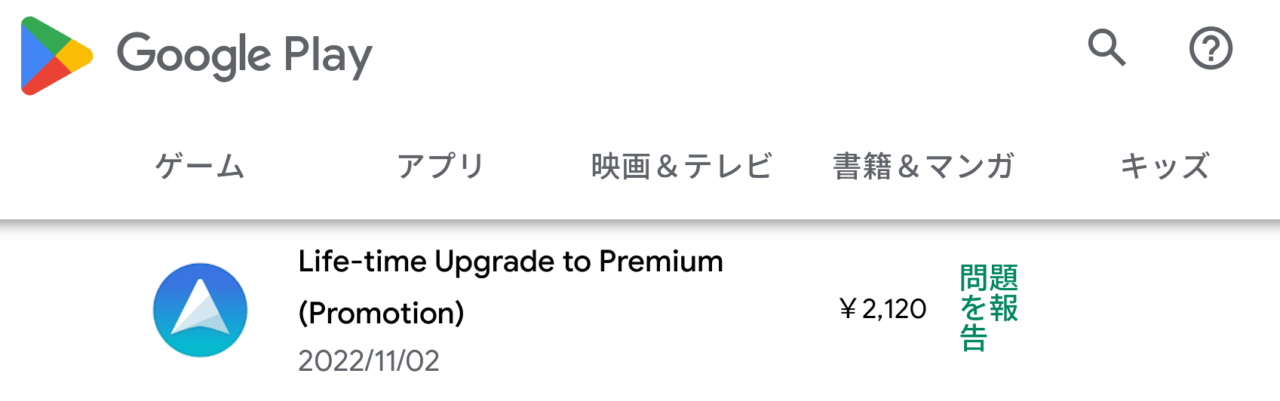 Google Play
ゲーム
アプリ
映画＆テレビ
書籍＆マンガ
キッズ
Life-time Upgrade to Premium
(Promotion)
2022/11/02
￥2,120
問題
を報
告